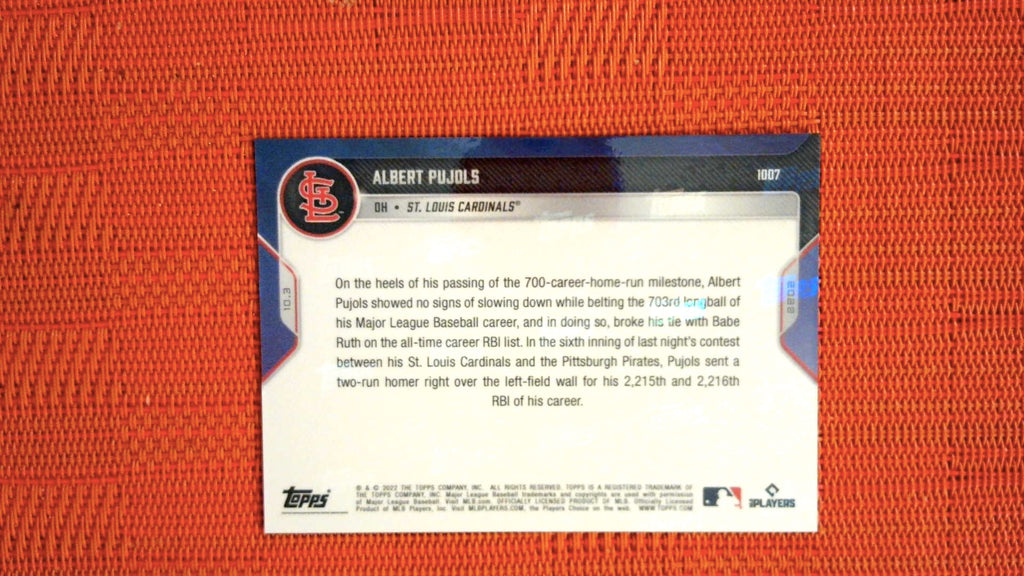 ALBERT PUJOLS
1007
DH • ST. LOUIS CARDINALS®
10.3
2022
On the heels of his passing of the 700-career-home-run milestone, Albert
Pujols showed no signs of slowing down while belting the 703rd longball of
his Major League Baseball career, and in doing so, broke his tie with Babe
Ruth on the all-time career RBI list. In the sixth inning of last night's contest
between his St. Louis Cardinals and the Pittsburgh Pirates, Pujols sent a
two-run homer right over the left-field wall for his 2,215th and 2,216th
RBI of his career.
topps®
® & © 2022 THE TOPPS COMPANY, INC. ALL RIGHTS RESERVED. TOPPS IS A REGISTERED TRADEMARK OF
THE TOPPS COMPANY, INC. Major League Baseball trademarks and copyrights are used with permission
of Major League Baseball. Visit MLB.com. OFFICIALLY LICENSED PRODUCT OF MLB. Officially Licensed
Product of MLB Players, Inc. Visit MLBPLAYERS.COM, the Players Choice on the web. WWW.TOPPS.COM
PLAYERS